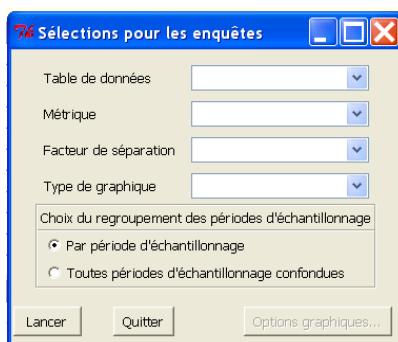 Sélections pour les enquêtes
Table de données
Métrique
Facteur de séparation
Type de graphique
Choix du regroupement des périodes d'échantillonnage
Par période d'échantillonnage
Toutes périodes d'échantillonnage confondues
Lancer Quitter Options graphiques...